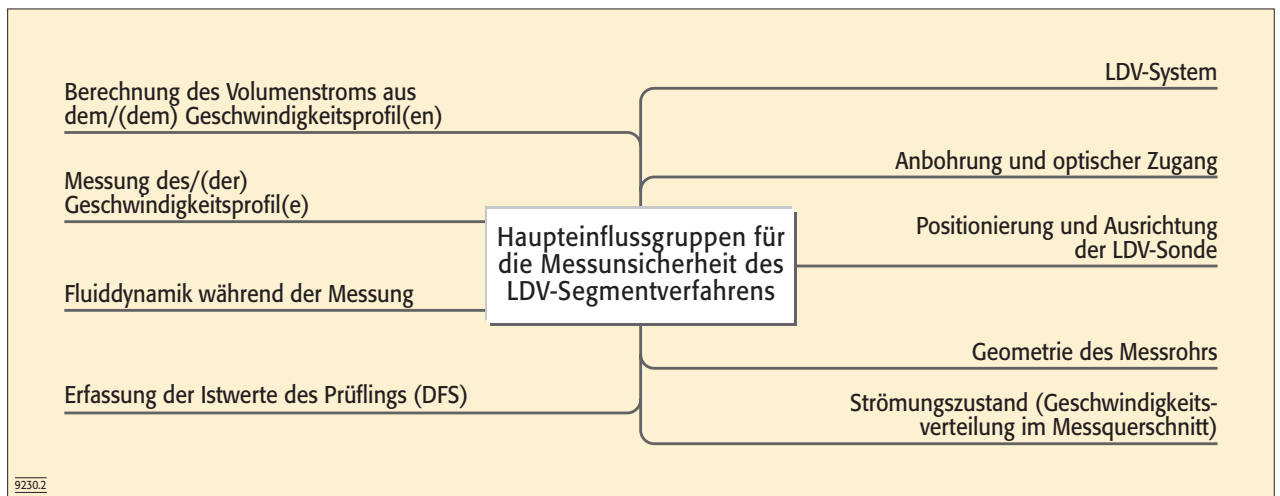 Berechnung des Volumenstroms aus
dem/(dem) Geschwindigkeitsprofil(en)
Messung des/(der)
Geschwindigkeitsprofil(e)
Fluiddynamik während der Messung
Erfassung der Istwerte des Prüflings (DFS)
Haupteinflussgruppen für
die Messunsicherheit des
LDV-Segmentverfahrens
LDV-System
Anbohrung und optischer Zugang
Positionierung und Ausrichtung
der LDV-Sonde
Geometrie des Messrohrs
Strömungszustand (Geschwindigkeits-
verteilung im Messquerschnitt)
9230.2